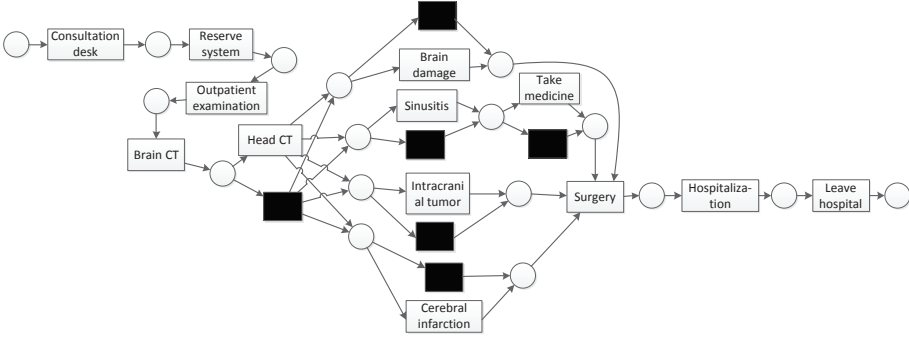 Consultation
desk
Reserve
system
Outpatient
examination
Brain CT
Head CT
Brain
damage
Sinusitis
Take
medicine
Intracrani
al tumor
Cerebral
infarction
Surgery
Hospitaliza-
tion
Leave
hospital